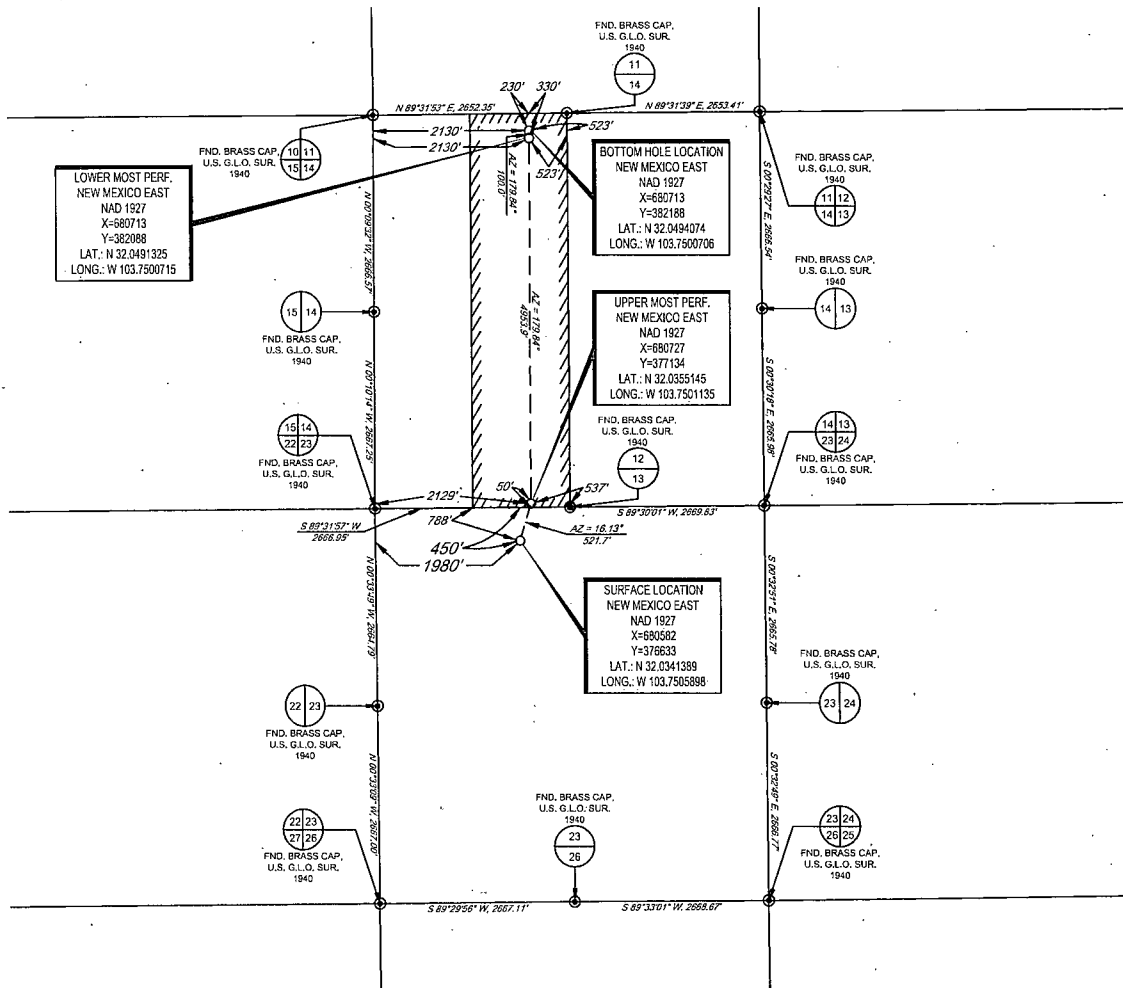 FND. BRASS CAP,
U.S. G.L.O. SUR.
1940
11
14
230'
330'
N 89°31'53" E, 2652.35'
N 89°31'39" E, 2653.41'
2130'
523'
2130'
523'
FND. BRASS CAP,
U.S. G.L.O. SUR.
1940
10 11
15 14
AZ = 179.84°
100.0'
LOWER MOST PERF.
NEW MEXICO EAST
NAD 1927
X=680713
Y=382088
LAT.: N 32.0491325
LONG.: W 103.7500715
BOTTOM HOLE LOCATION
NEW MEXICO EAST
NAD 1927
X=680713
Y=382188
LAT.: N 32.0494074
LONG.: W 103.7500706
FND. BRASS CAP,
U.S. G.L.O. SUR.
1940
11 12
14 13
N 00°09'32" W, 2666.57'
S 00°29'27" E, 2666.54'
FND. BRASS CAP,
U.S. G.L.O. SUR.
1940
14 13
15 14
FND. BRASS CAP,
U.S. G.L.O. SUR.
1940
AZ = 179.84°
4953.9'
UPPER MOST PERF.
NEW MEXICO EAST
NAD 1927
X=680727
Y=377134
LAT.: N 32.0355145
LONG.: W 103.7501135
N 00°10'14" W, 2667.25'
S 00°30'18" E, 2665.98'
15 14
22 23
FND. BRASS CAP,
U.S. G.L.O. SUR.
1940
FND. BRASS CAP,
U.S. G.L.O. SUR.
1940
12
13
14 13
23 24
FND. BRASS CAP,
U.S. G.L.O. SUR.
1940
2129'
50'
537'
S 89°31'57" W
2666.95'
788'
S 89°30'01" W, 2669.83'
AZ = 16.13°
521.7'
450'
1980'
SURFACE LOCATION
NEW MEXICO EAST
NAD 1927
X=680582
Y=376633
LAT.: N 32.0341389
LONG.: W 103.7505898
N 00°33'49" W, 2664.79'
S 00°32'51" E, 2665.78'
22 23
FND. BRASS CAP,
U.S. G.L.O. SUR.
1940
FND. BRASS CAP,
U.S. G.L.O. SUR.
1940
23 24
N 00°33'09" W, 2667.00'
S 00°32'49" E, 2666.77'
22 23
27 26
FND. BRASS CAP,
U.S. G.L.O. SUR.
1940
FND. BRASS CAP,
U.S. G.L.O. SUR.
1940
23
26
23 24
26 25
FND. BRASS CAP,
U.S. G.L.O. SUR.
1940
S 89°29'56" W, 2667.11'
S 89°33'01" W, 2668.67'